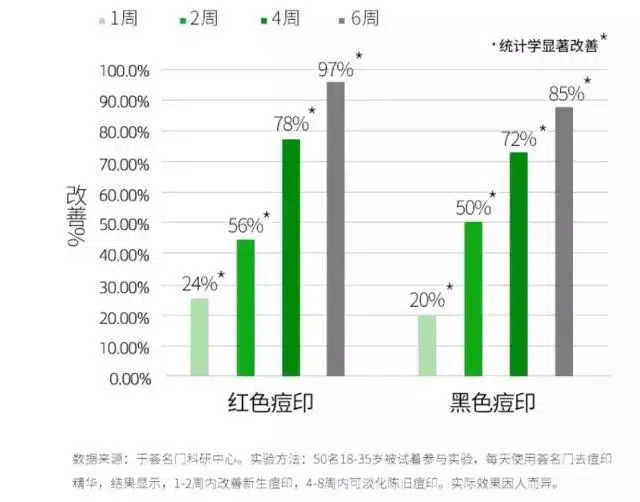 1周 2周 4周 6周
*统计学显著改善*
改善%
100.0%
90.00%
80.00%
70.00%
60.00%
50.00%
40.00%
30.00%
20.00%
10.00%
0.00%
24%* 56%* 78%* 97%*
20%* 50%* 72%* 85%*
红色痘印 黑色痘印
数据来源：于荟名门科研中心。实验方法：50名18-35岁被试着参与实验，每天使用荟名门去痘印
精华，结果显示，1-2周内改善新生痘印，4-8周内可淡化陈旧痘印。实际效果因人而异。